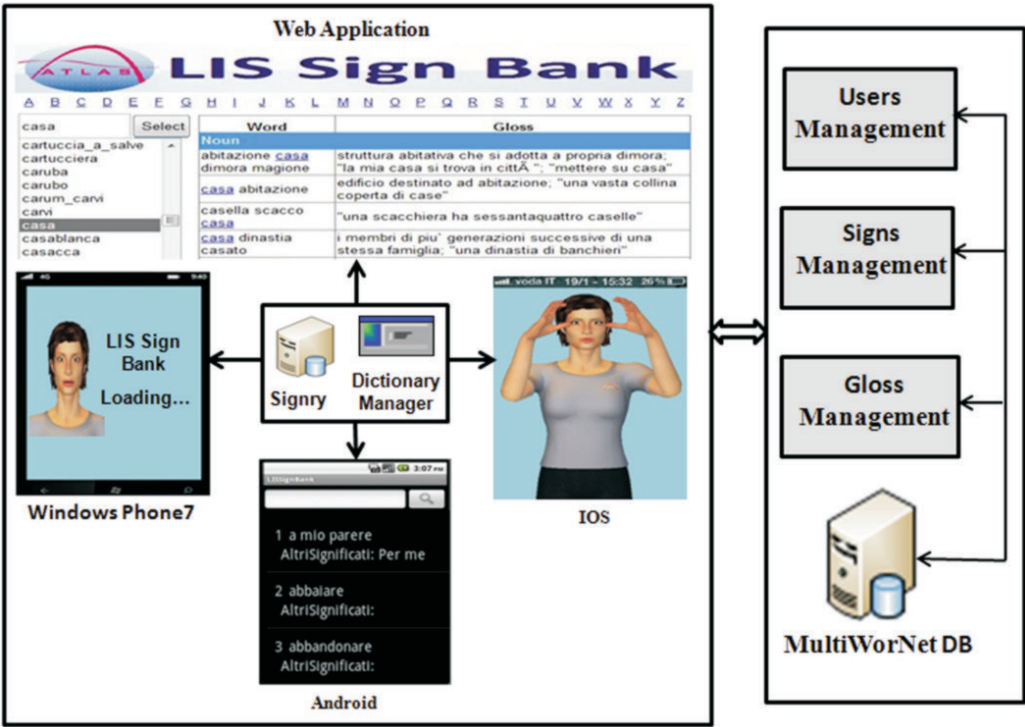 Web Application
ATLAS
LIS Sign Bank
A B C D E F G H I J K L M N O P Q R S T U V W X Y Z
casa
Select
cartuccia_a_salve
cartucciera
caruba
carubo
carum_carvi
carvi
casa
casablanca
casacca
Word
Gloss
Noun
abitazione casa
dimora magione
struttura abitativa che si adotta a propria dimora;
"la mia casa si trova in cittÃ "; "mettere su casa"
casa abitazione
edificio destinato ad abitazione; "una vasta collina
coperta di case"
casella scacco
casa
"una scacchiera ha sessantaquattro caselle"
casa dinastia
casato
i membri di piu' generazioni successive di una
stessa famiglia; "una dinastia di banchieri"
4G
9:40
LIS Sign
Bank
Loading...
Windows Phone7
Signry
Dictionary
Manager
voda IT 19/1 - 15:32 26%
IOS
3:07 PM
LISSignBank
1 a mio parere
AltriSignificati: Per me
2 abbaiare
AltriSignificati:
3 abbandonare
AltriSignificati:
Android
Users
Management
Signs
Management
Gloss
Management
MultiWorNet DB